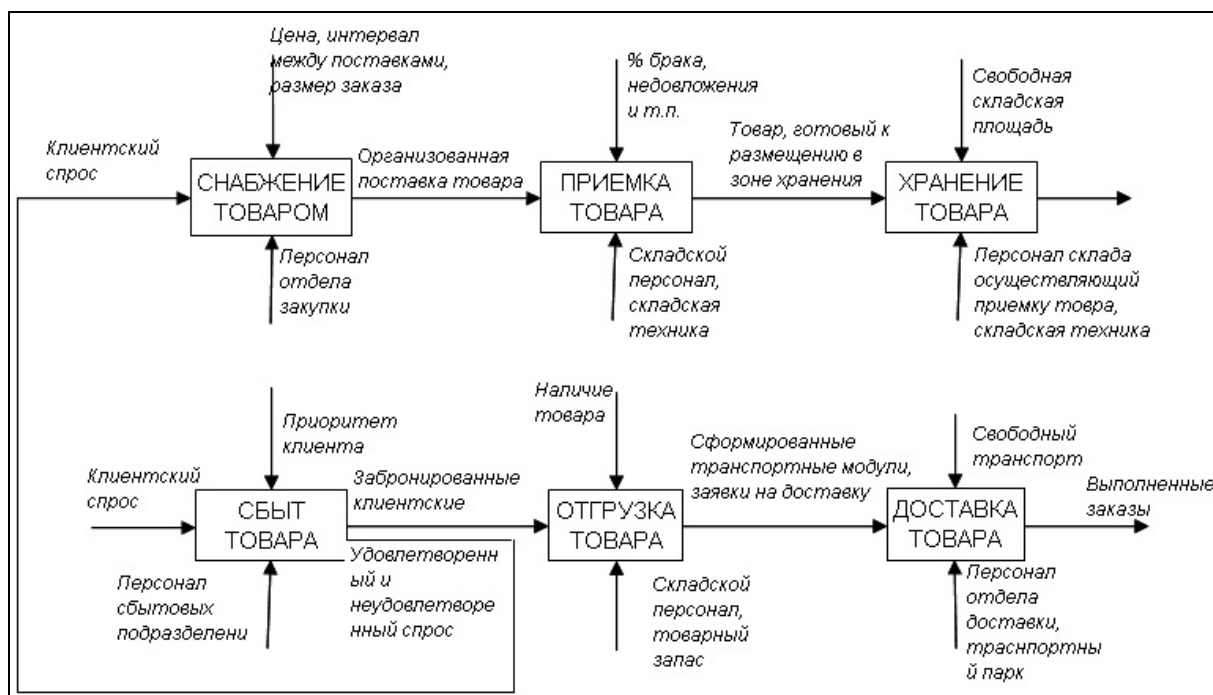 Цена, интервал
между поставками,
размер заказа
% брака,
недовложения
и т.п.
Свободная
складская
площадь
Клиентский
спрос
СНАБЖЕНИЕ
ТОВАРОМ
Организованная
поставка товара
ПРИЕМКА
ТОВАРА
Товар, готовый к
размещению в
зоне хранения
ХРАНЕНИЕ
ТОВАРА
Персонал
отдела
закупки
Складской
персонал,
складская
техника
Персонал склада
осуществляющий
приемку товра,
складская техника
Приоритет
клиента
Наличие
товара
Свободный
транспорт
Клиентский
спрос
СБЫТ
ТОВАРА
Забронированные
клиентские
ОТГРУЗКА
ТОВАРА
Сформированные
транспортные модули,
заявки на доставку
ДОСТАВКА
ТОВАРА
Выполненные
заказы
Персонал
сбытовых
подразделени
Удовлетворенн
ый и
неудовлетворе
нный спрос
Складской
персонал,
товарный
запас
Персонал
отдела
доставки,
траснпортны
й парк